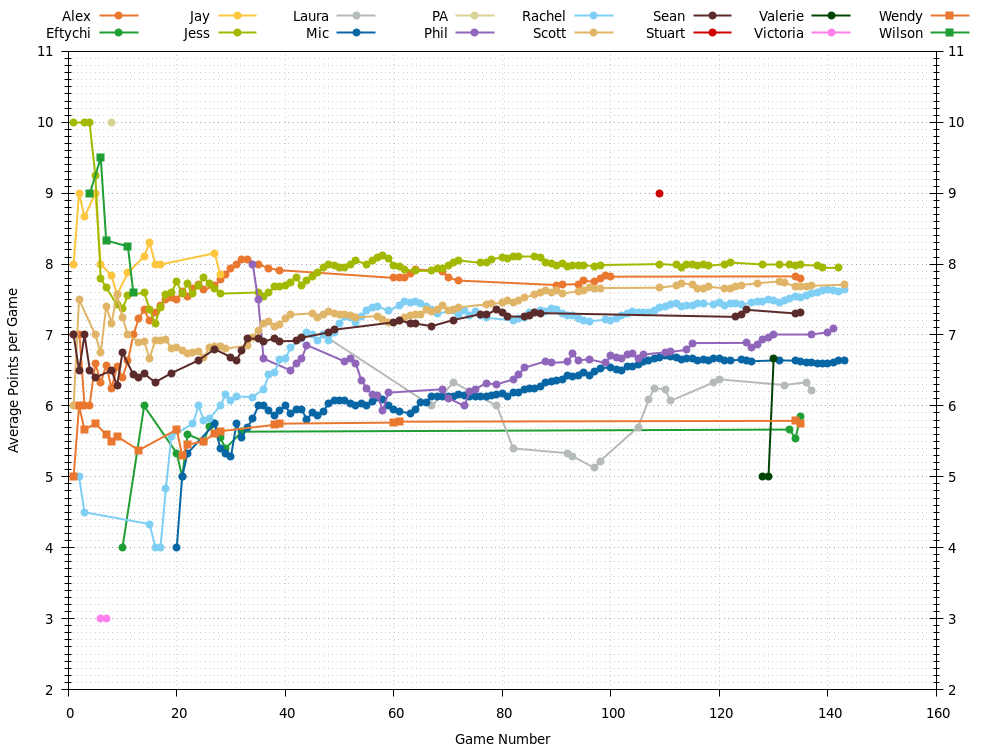 Alex Jay Laura PA Rachel Sean Valerie Wendy
Eftychi Jess Mic Phil Scott Stuart Victoria Wilson
11 11
10 10
9 9
8 8
7 7
6 6
5 5
4 4
3 3
2 2
0 20 40 60 80 100 120 140 160
Average Points per Game
Game Number